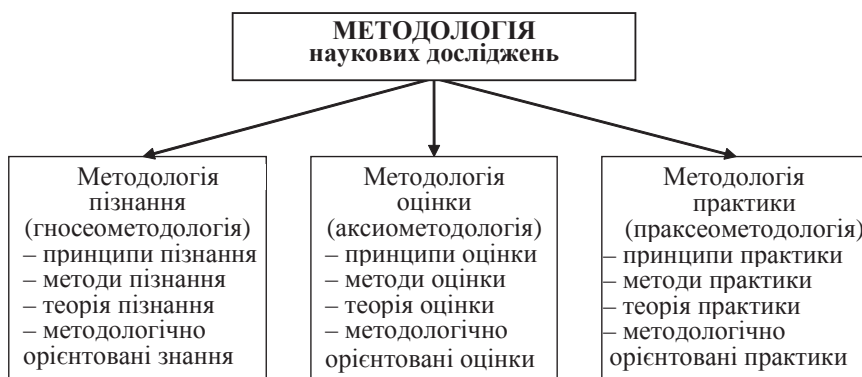 МЕТОДОЛОГІЯ
наукових досліджень
Методологія
пізнання
(гносеометодологія)
– принципи пізнання
– методи пізнання
– теорія пізнання
– методологічно
орієнтовані знання
Методологія
оцінки
(аксиометодологія)
– принципи оцінки
– методи оцінки
– теорія оцінки
– методологічно
орієнтовані оцінки
Методологія
практики
(праксеометодологія)
– принципи практики
– методи практики
– теорія практики
– методологічно
орієнтовані практики